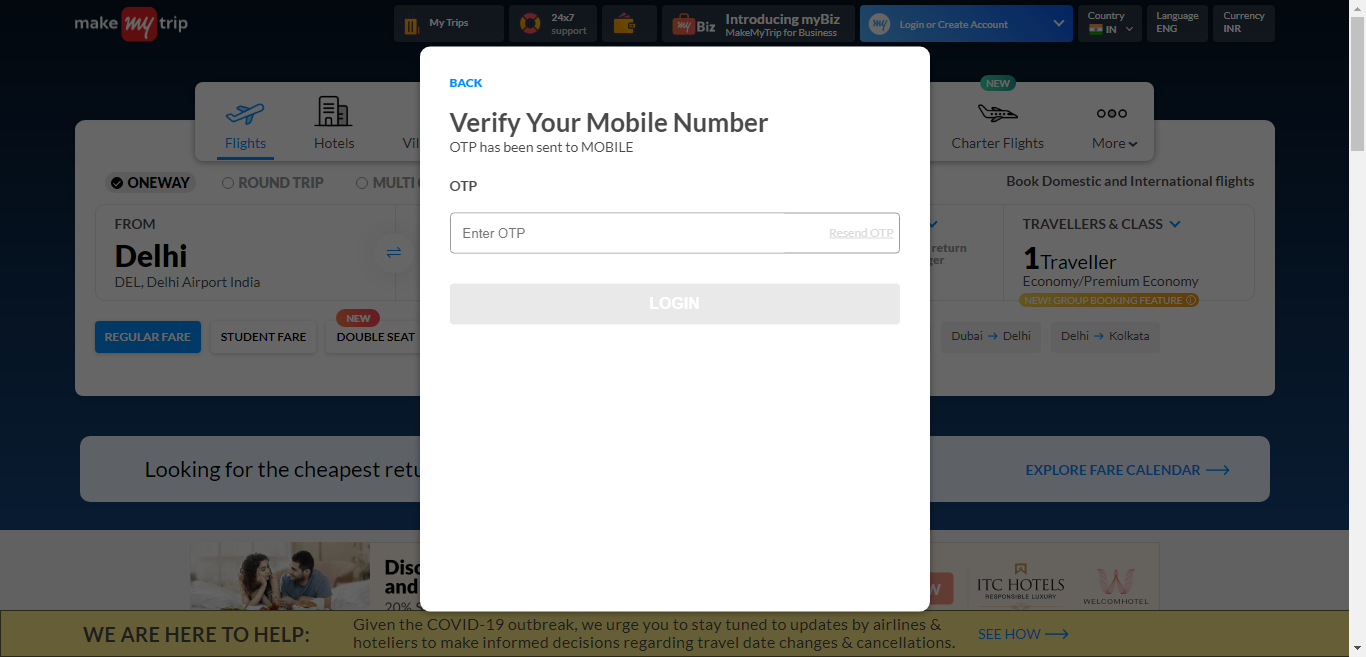 make my trip
My Trips
24x7
support
my Biz
Introducing myBiz
MakeMyTrip for Business
my
Login or Create Account
Country
IN
Language
ENG
Currency
INR
BACK
Verify Your Mobile Number
OTP has been sent to MOBILE
OTP
Enter OTP
Resend OTP
LOGIN
NEW
Flights
Hotels
Vil
Charter Flights
More
ONEWAY
ROUND TRIP
MULTI
Book Domestic and International flights
FROM
Delhi
DEL, Delhi Airport India
return
ger
TRAVELLERS & CLASS
1 Traveller
Economy/Premium Economy
NEW! GROUP BOOKING FEATURE
REGULAR FARE
STUDENT FARE
NEW
DOUBLE SEAT
Dubai → Delhi
Delhi → Kolkata
Looking for the cheapest retu
EXPLORE FARE CALENDAR
Disc
and
20%
W
ITC HOTELS
RESPONSIBLE LUXURY
WELCOMHOTEL
WE ARE HERE TO HELP:
Given the COVID-19 outbreak, we urge you to stay tuned to updates by airlines &
hoteliers to make informed decisions regarding travel date changes & cancellations.
SEE HOW